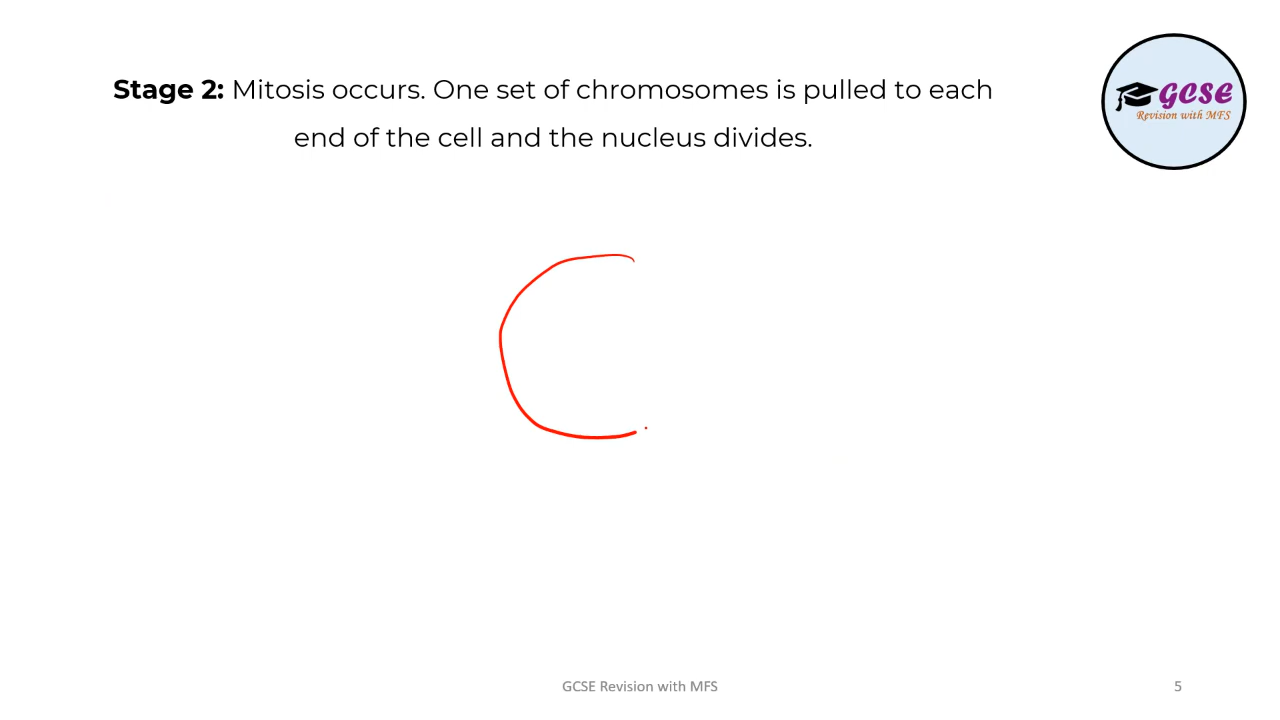 Stage 2: Mitosis occurs. One set of chromosomes is pulled to each
end of the cell and the nucleus divides.
GCSE
Revision with MFS
GCSE Revision with MFS
5